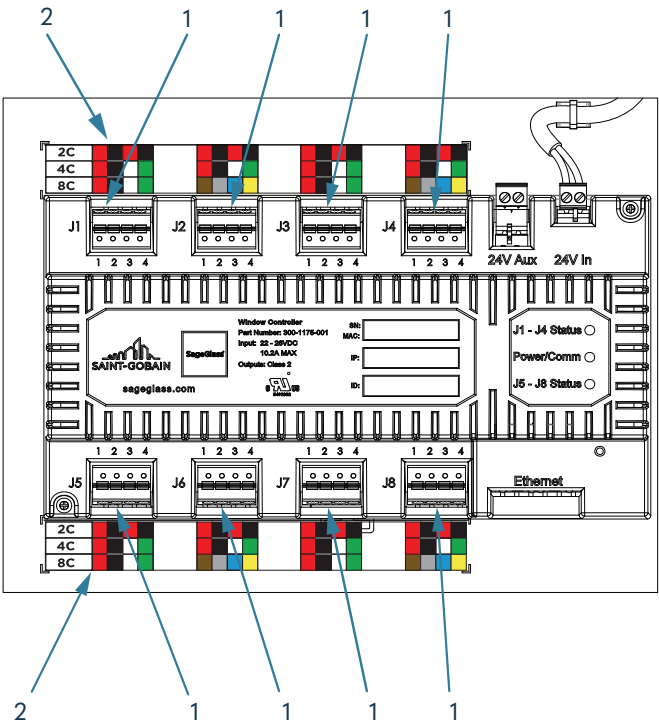 2 1 1 1 1
2C
4C
8C
J1 J2 J3 J4
1 2 3 4 1 2 3 4 1 2 3 4 1 2 3 4
24V Aux 24V In
SAINT-GOBAIN
sageglass.com
SageGlass
Window Controller
Part Number: 300-1175-001
Input: 22 - 26VDC
10.2A MAX
Outputs: Class 2
SN:
MAC:
IP:
ID:
J1 - J4 Status
Power/Comm
J5 - J8 Status
1 2 3 4 1 2 3 4 1 2 3 4 1 2 3 4
J5 J6 J7 J8
Ethernet
2C
4C
8C
2 1 1 1 1